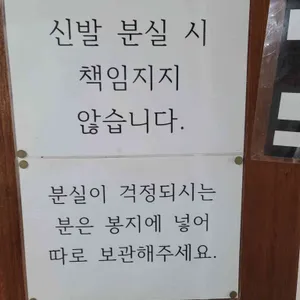 신발 분실 시
책임지지
않습니다.
분실이 걱정되시는
분은 봉지에 넣어
따로 보관해주세요.